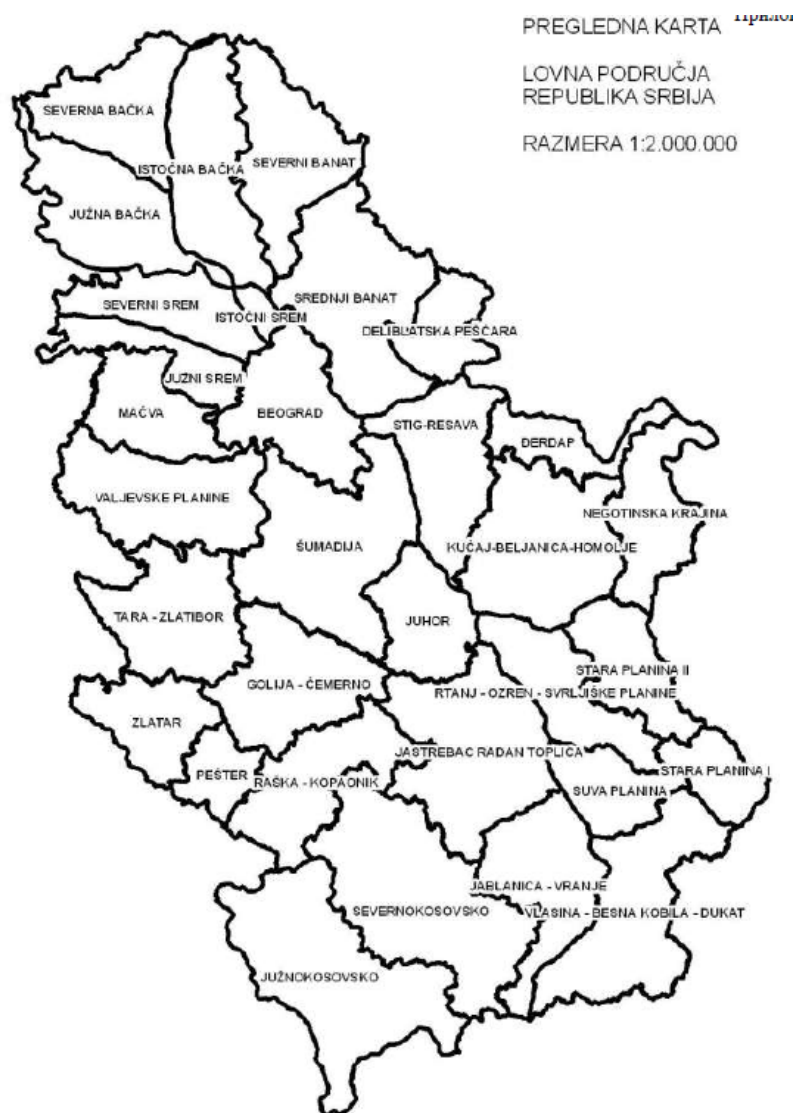 PREGLEDNA KARTA
LOVNA PODRUČJA
REPUBLIKA SRBIJA
RAZMERA 1:2.000.000
SEVERNA BAČKA
ISTOČNA BAČKA
SEVERNI BANAT
JUŽNA BAČKA
SEVERNI SREM
ISTOČNI SREM
SREDNJI BANAT
DELIBLATSKA PEŠČARA
JUŽNI SREM
MAČVA
BEOGRAD
STIG-RESAVA
ĐERDAP
VALJEVSKE PLANINE
NEGOTINSKA KRAJINA
ŠUMADIJA
KUČAJ-BELJANICA-HOMOLJE
TARA - ZLATIBOR
JUHOR
STARA PLANINA II
GOLIJA - ČEMERNO
RTANJ - OZREN - SVRLJIŠKE PLANINE
ZLATAR
JASTREBAC RADAN TOPLICA
PEŠTER
RAŠKA - KOPAONIK
STARA PLANINA I
SUVA PLANINA
JABLANICA - VRANJE
SEVERNOKOSOVSKO
VLASINA - BESNA KOBILA - DUKAT
JUŽNOKOSOVSKO